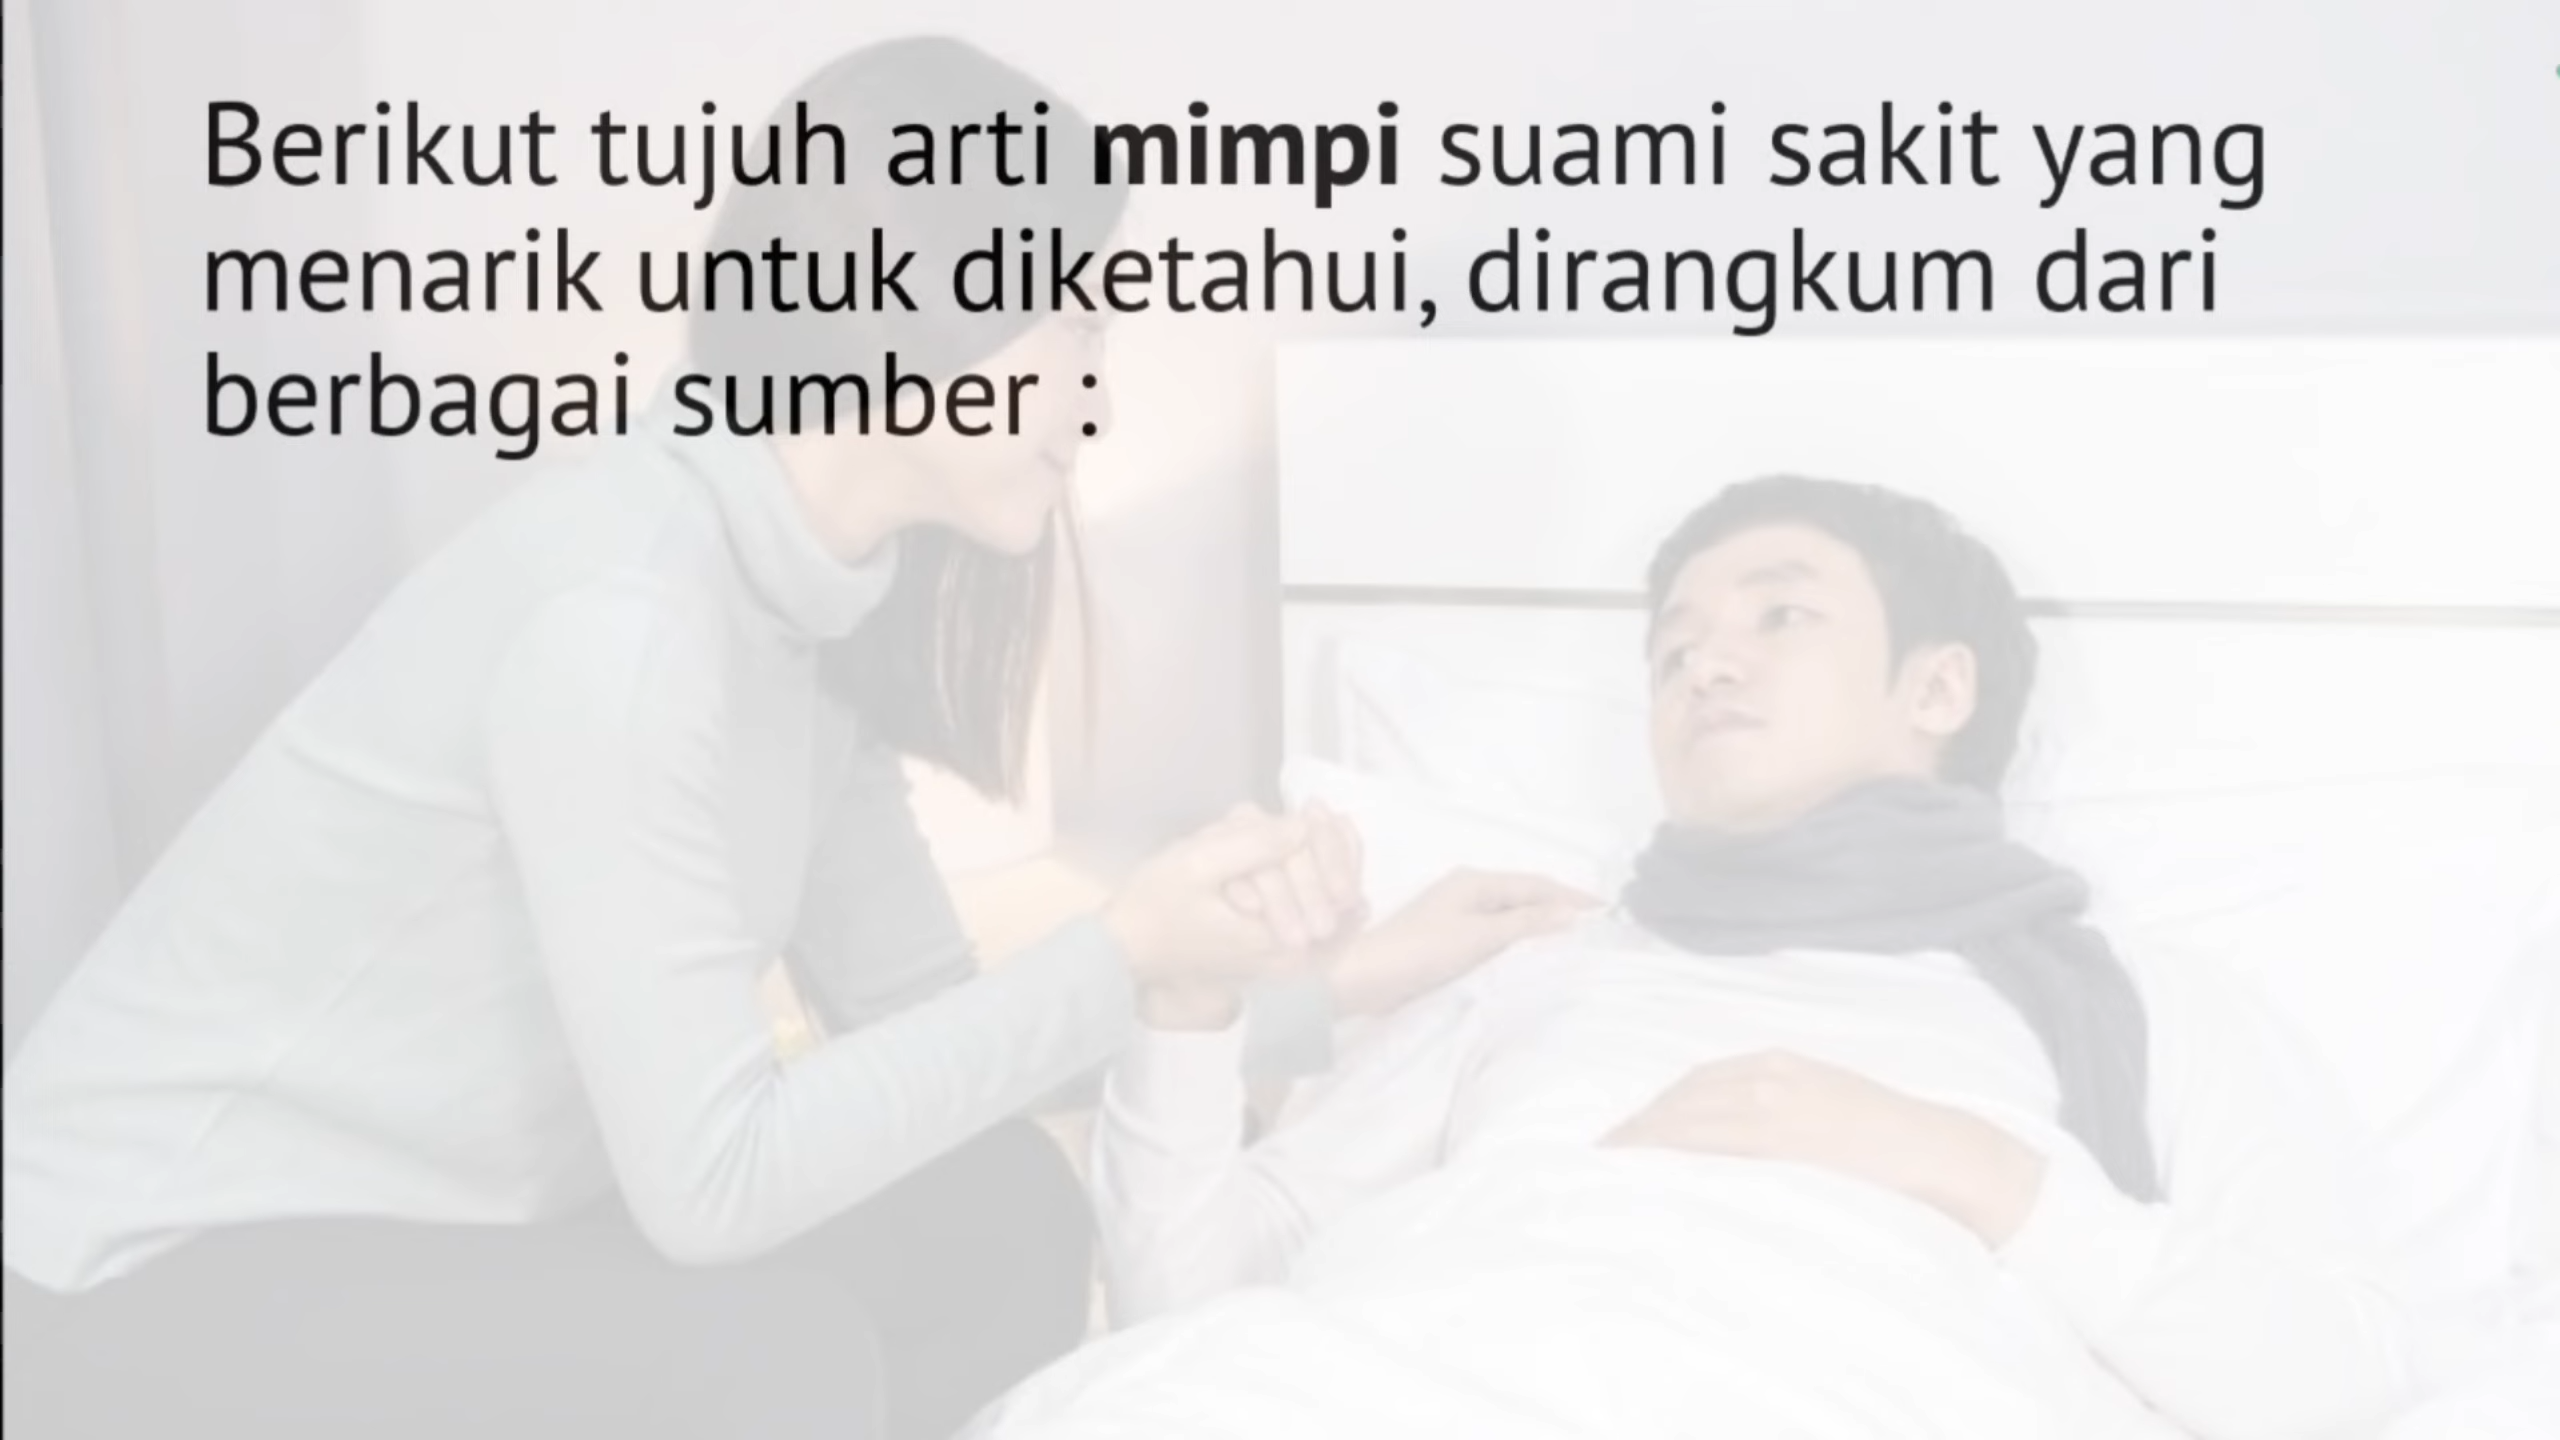 Berikut tujuh arti mimpi suami sakit yang
menarik untuk diketahui, dirangkum dari
berbagai sumber :